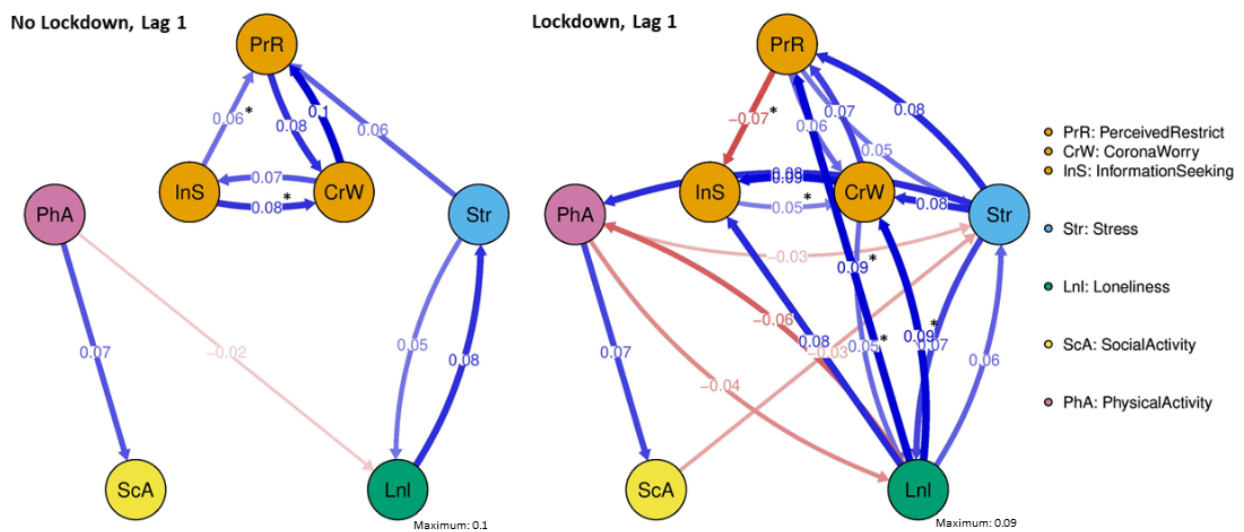 No Lockdown, Lag 1
PrR
0.06*
0.08
0.1
0.06
InS
0.07
0.08*
CrW
PhA
Str
0.07
-0.02
0.05
0.08
ScA
Lnl
Maximum: 0.1
Lockdown, Lag 1
PrR
-0.07*
0.06
0.07
0.08
0.05
InS
0.09
0.05*
CrW
0.08
PhA
Str
-0.03
0.09*
-0.06
0.08
-0.03
0.05*
0.09*
0.07
0.06
0.07
-0.04
ScA
Lnl
Maximum: 0.09
PrR: PerceivedRestrict
CrW: CoronaWorry
InS: InformationSeeking
Str: Stress
Lnl: Loneliness
ScA: SocialActivity
PhA: PhysicalActivity